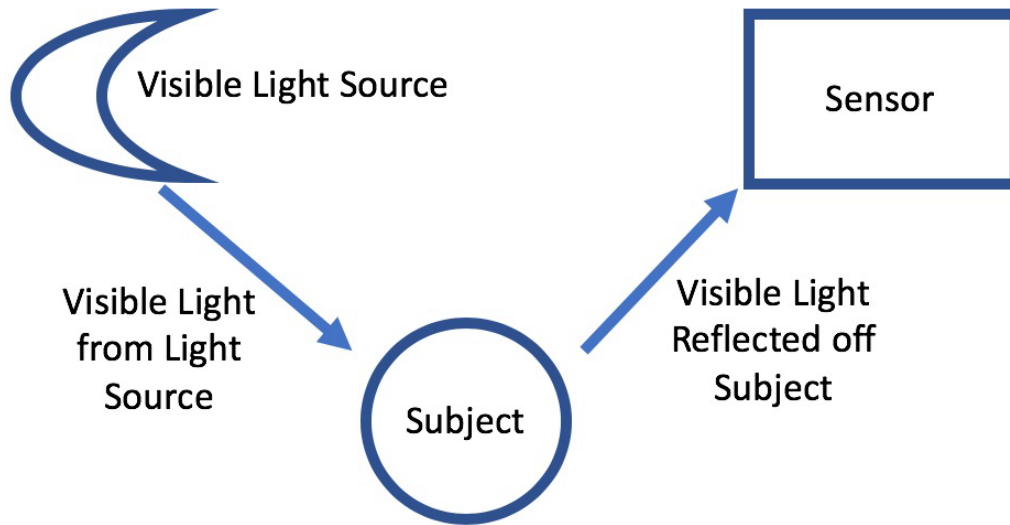 Visible Light Source
Sensor
Visible Light
from Light
Source
Visible Light
Reflected off
Subject
Subject